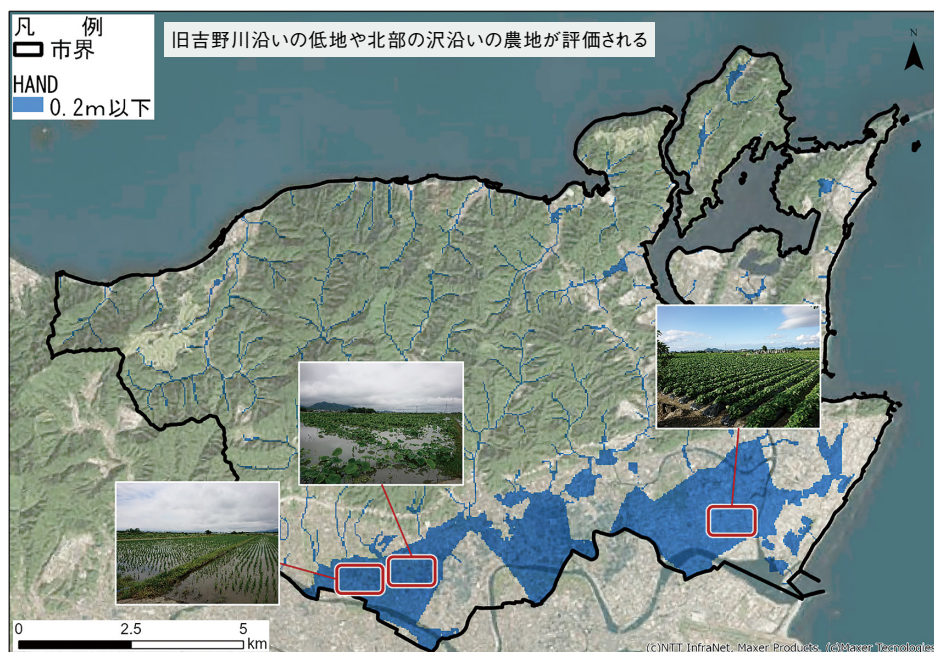 凡 例
市界
HAND
0.2m以下
旧吉野川沿いの低地や北部の沢沿いの農地が評価される
N
0 2.5 5
km
(c)NTT InfraNet, Maxer Products, (c)Maxer Tecnologies